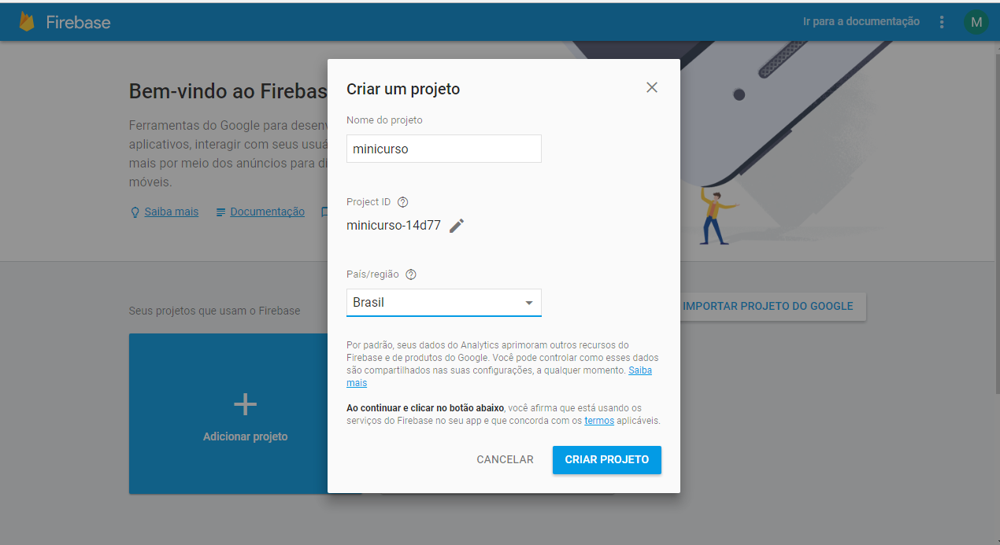 Firebase
Ir para a documentação
M
Bem-vindo ao Firebas
Ferramentas do Google para desen
aplicativos, interagir com seus usuá
mais por meio dos anúncios para di
móveis.
Saiba mais
Documentação
Criar um projeto
Nome do projeto
minicurso
Project ID
minicurso-14d77
País/região
Brasil
Por padrão, seus dados do Analytics aprimoram outros recursos do
Firebase e de produtos do Google. Você pode controlar como esses dados
são compartilhados nas suas configurações, a qualquer momento. Saiba
mais
Ao continuar e clicar no botão abaixo, você afirma que está usando os
serviços do Firebase no seu app e que concorda com os termos aplicáveis.
CANCELAR
CRIAR PROJETO
Seus projetos que usam o Firebase
IMPORTAR PROJETO DO GOOGLE
Adicionar projeto